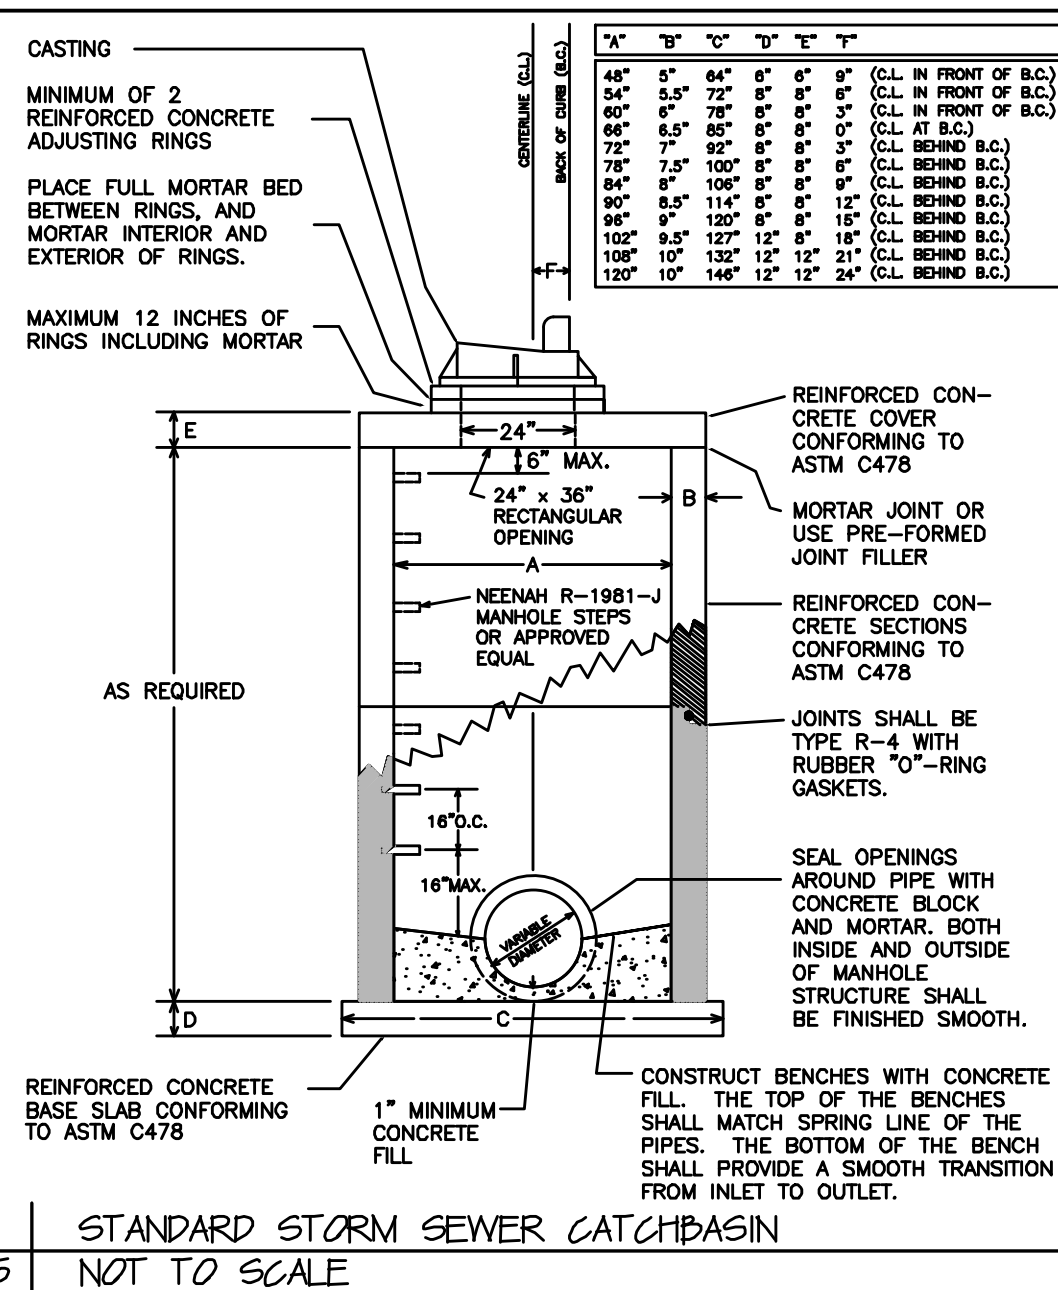 CASTING
MINIMUM OF 2
REINFORCED CONCRETE
ADJUSTING RINGS
PLACE FULL MORTAR BED
BETWEEN RINGS, AND
MORTAR INTERIOR AND
EXTERIOR OF RINGS.
MAXIMUM 12 INCHES OF
RINGS INCLUDING MORTAR
CENTERLINE (C.L.)
BACK OF CURB (B.C.)
F
"A" "B" "C" "D" "E" "F"
48" 5" 64" 6" 6" 9" (C.L. IN FRONT OF B.C.)
54" 5.5" 72" 8" 8" 6" (C.L. IN FRONT OF B.C.)
60" 6" 78" 8" 8" 3" (C.L. IN FRONT OF B.C.)
66" 6.5" 85" 8" 8" 0" (C.L. AT B.C.)
72" 7" 92" 8" 8" 3" (C.L. BEHIND B.C.)
78" 7.5" 100" 8" 8" 6" (C.L. BEHIND B.C.)
84" 8" 106" 8" 8" 9" (C.L. BEHIND B.C.)
90" 8.5" 114" 8" 8" 12" (C.L. BEHIND B.C.)
96" 9" 120" 8" 8" 15" (C.L. BEHIND B.C.)
102" 9.5" 127" 12" 8" 18" (C.L. BEHIND B.C.)
108" 10" 132" 12" 12" 21" (C.L. BEHIND B.C.)
120" 10" 146" 12" 12" 24" (C.L. BEHIND B.C.)
E
24"
6" MAX.
24" x 36"
RECTANGULAR
OPENING
B
A
NEENAH R-1981-J
MANHOLE STEPS
OR APPROVED
EQUAL
REINFORCED CON-
CRETE COVER
CONFORMING TO
ASTM C478
MORTAR JOINT OR
USE PRE-FORMED
JOINT FILLER
REINFORCED CON-
CRETE SECTIONS
CONFORMING TO
ASTM C478
AS REQUIRED
JOINTS SHALL BE
TYPE R-4 WITH
RUBBER "O"-RING
GASKETS.
16"O.C.
16"MAX.
VARIABLE
DIAMETER
SEAL OPENINGS
AROUND PIPE WITH
CONCRETE BLOCK
AND MORTAR. BOTH
INSIDE AND OUTSIDE
OF MANHOLE
STRUCTURE SHALL
BE FINISHED SMOOTH.
D
C
REINFORCED CONCRETE
BASE SLAB CONFORMING
TO ASTM C478
1" MINIMUM
CONCRETE
FILL
CONSTRUCT BENCHES WITH CONCRETE
FILL. THE TOP OF THE BENCHES
SHALL MATCH SPRING LINE OF THE
PIPES. THE BOTTOM OF THE BENCH
SHALL PROVIDE A SMOOTH TRANSITION
FROM INLET TO OUTLET.
STANDARD STORM SEWER CATCHBASIN
NOT TO SCALE